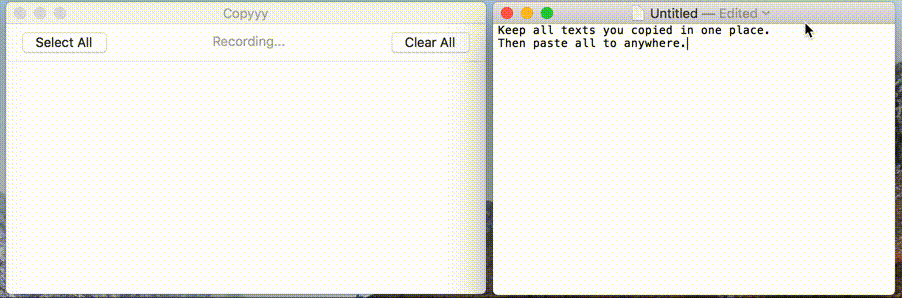 Copyyy
Select All
Recording...
Clear All
Untitled — Edited
Keep all texts you copied in one place.
Then paste all to anywhere.